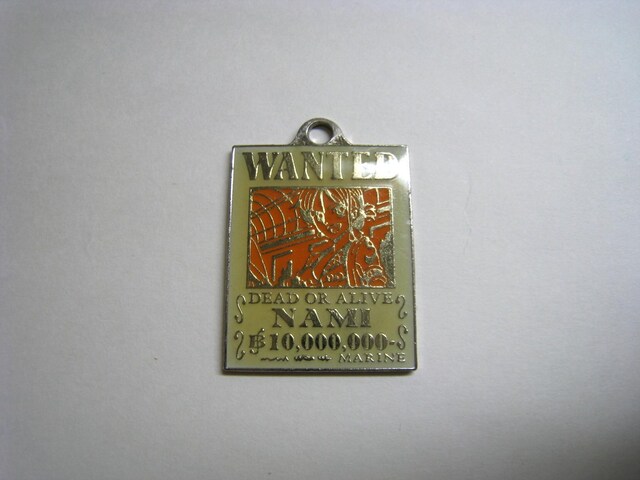 WANTED
DEAD OR ALIVE
NAMI
฿10,000,000-
MARINE